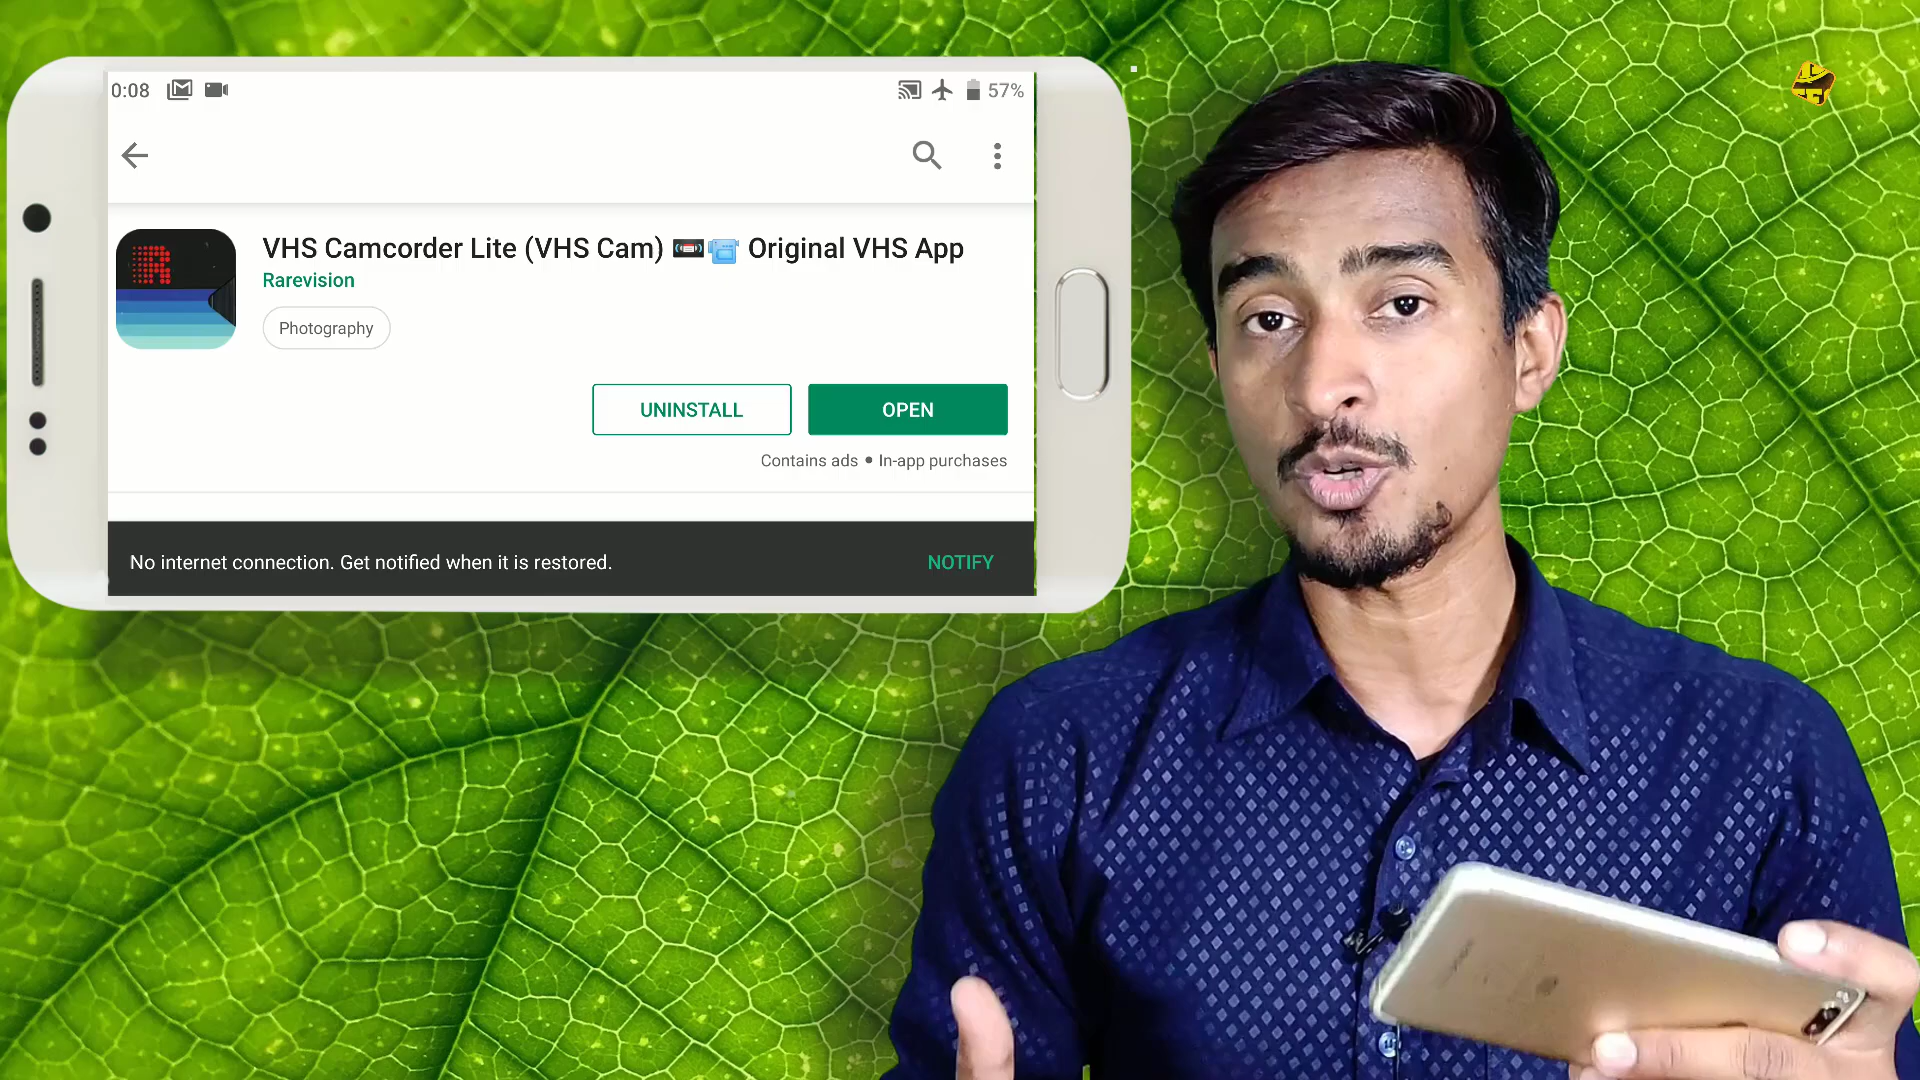 0:08
57%
VHS Camcorder Lite (VHS Cam) 📼📹 Original VHS App
Rarevision
Photography
UNINSTALL
OPEN
Contains ads • In-app purchases
No internet connection. Get notified when it is restored.
NOTIFY